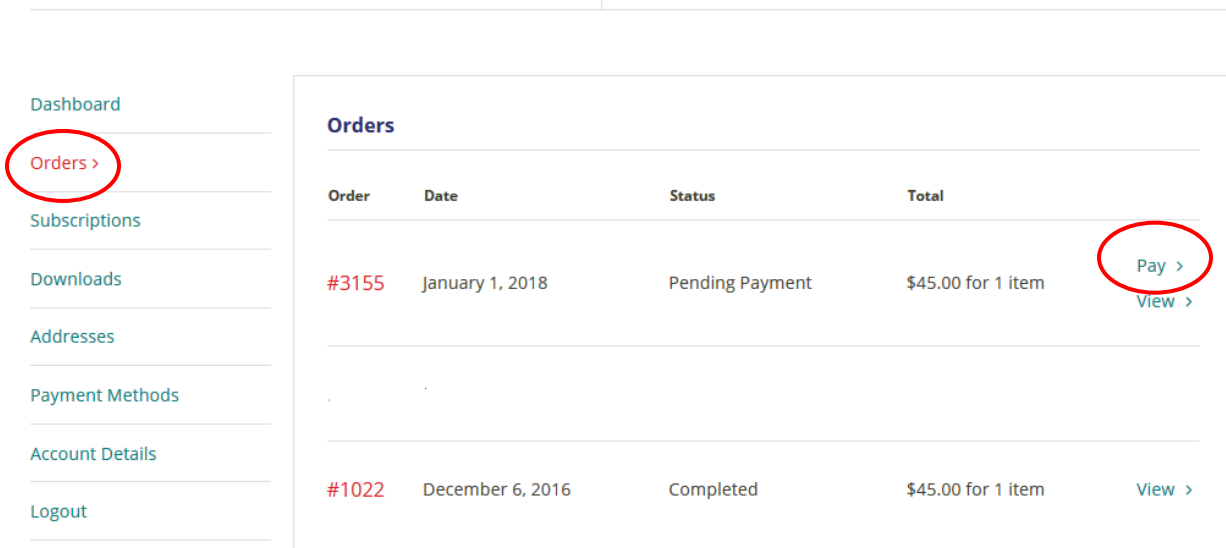 Dashboard
Orders >
Subscriptions
Downloads
Addresses
Payment Methods
Account Details
Logout
Orders
Order Date Status Total
#3155 January 1, 2018 Pending Payment $45.00 for 1 item Pay >
View >
#1022 December 6, 2016 Completed $45.00 for 1 item View >